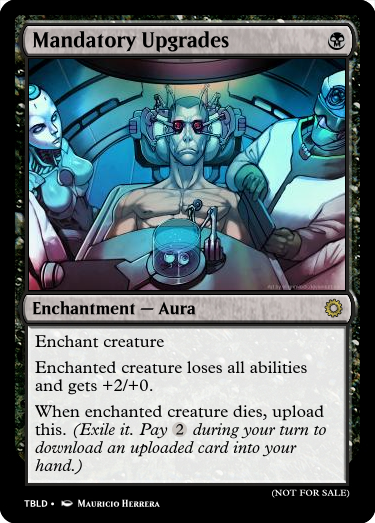 Mandatory Upgrades
Enchantment — Aura
Enchant creature
Enchanted creature loses all abilities
and gets +2/+0.
When enchanted creature dies, upload
this. (Exile it. Pay 2 during your turn to
download an uploaded card into your
hand.)
(NOT FOR SALE)
TBLD • Mauricio Herrera